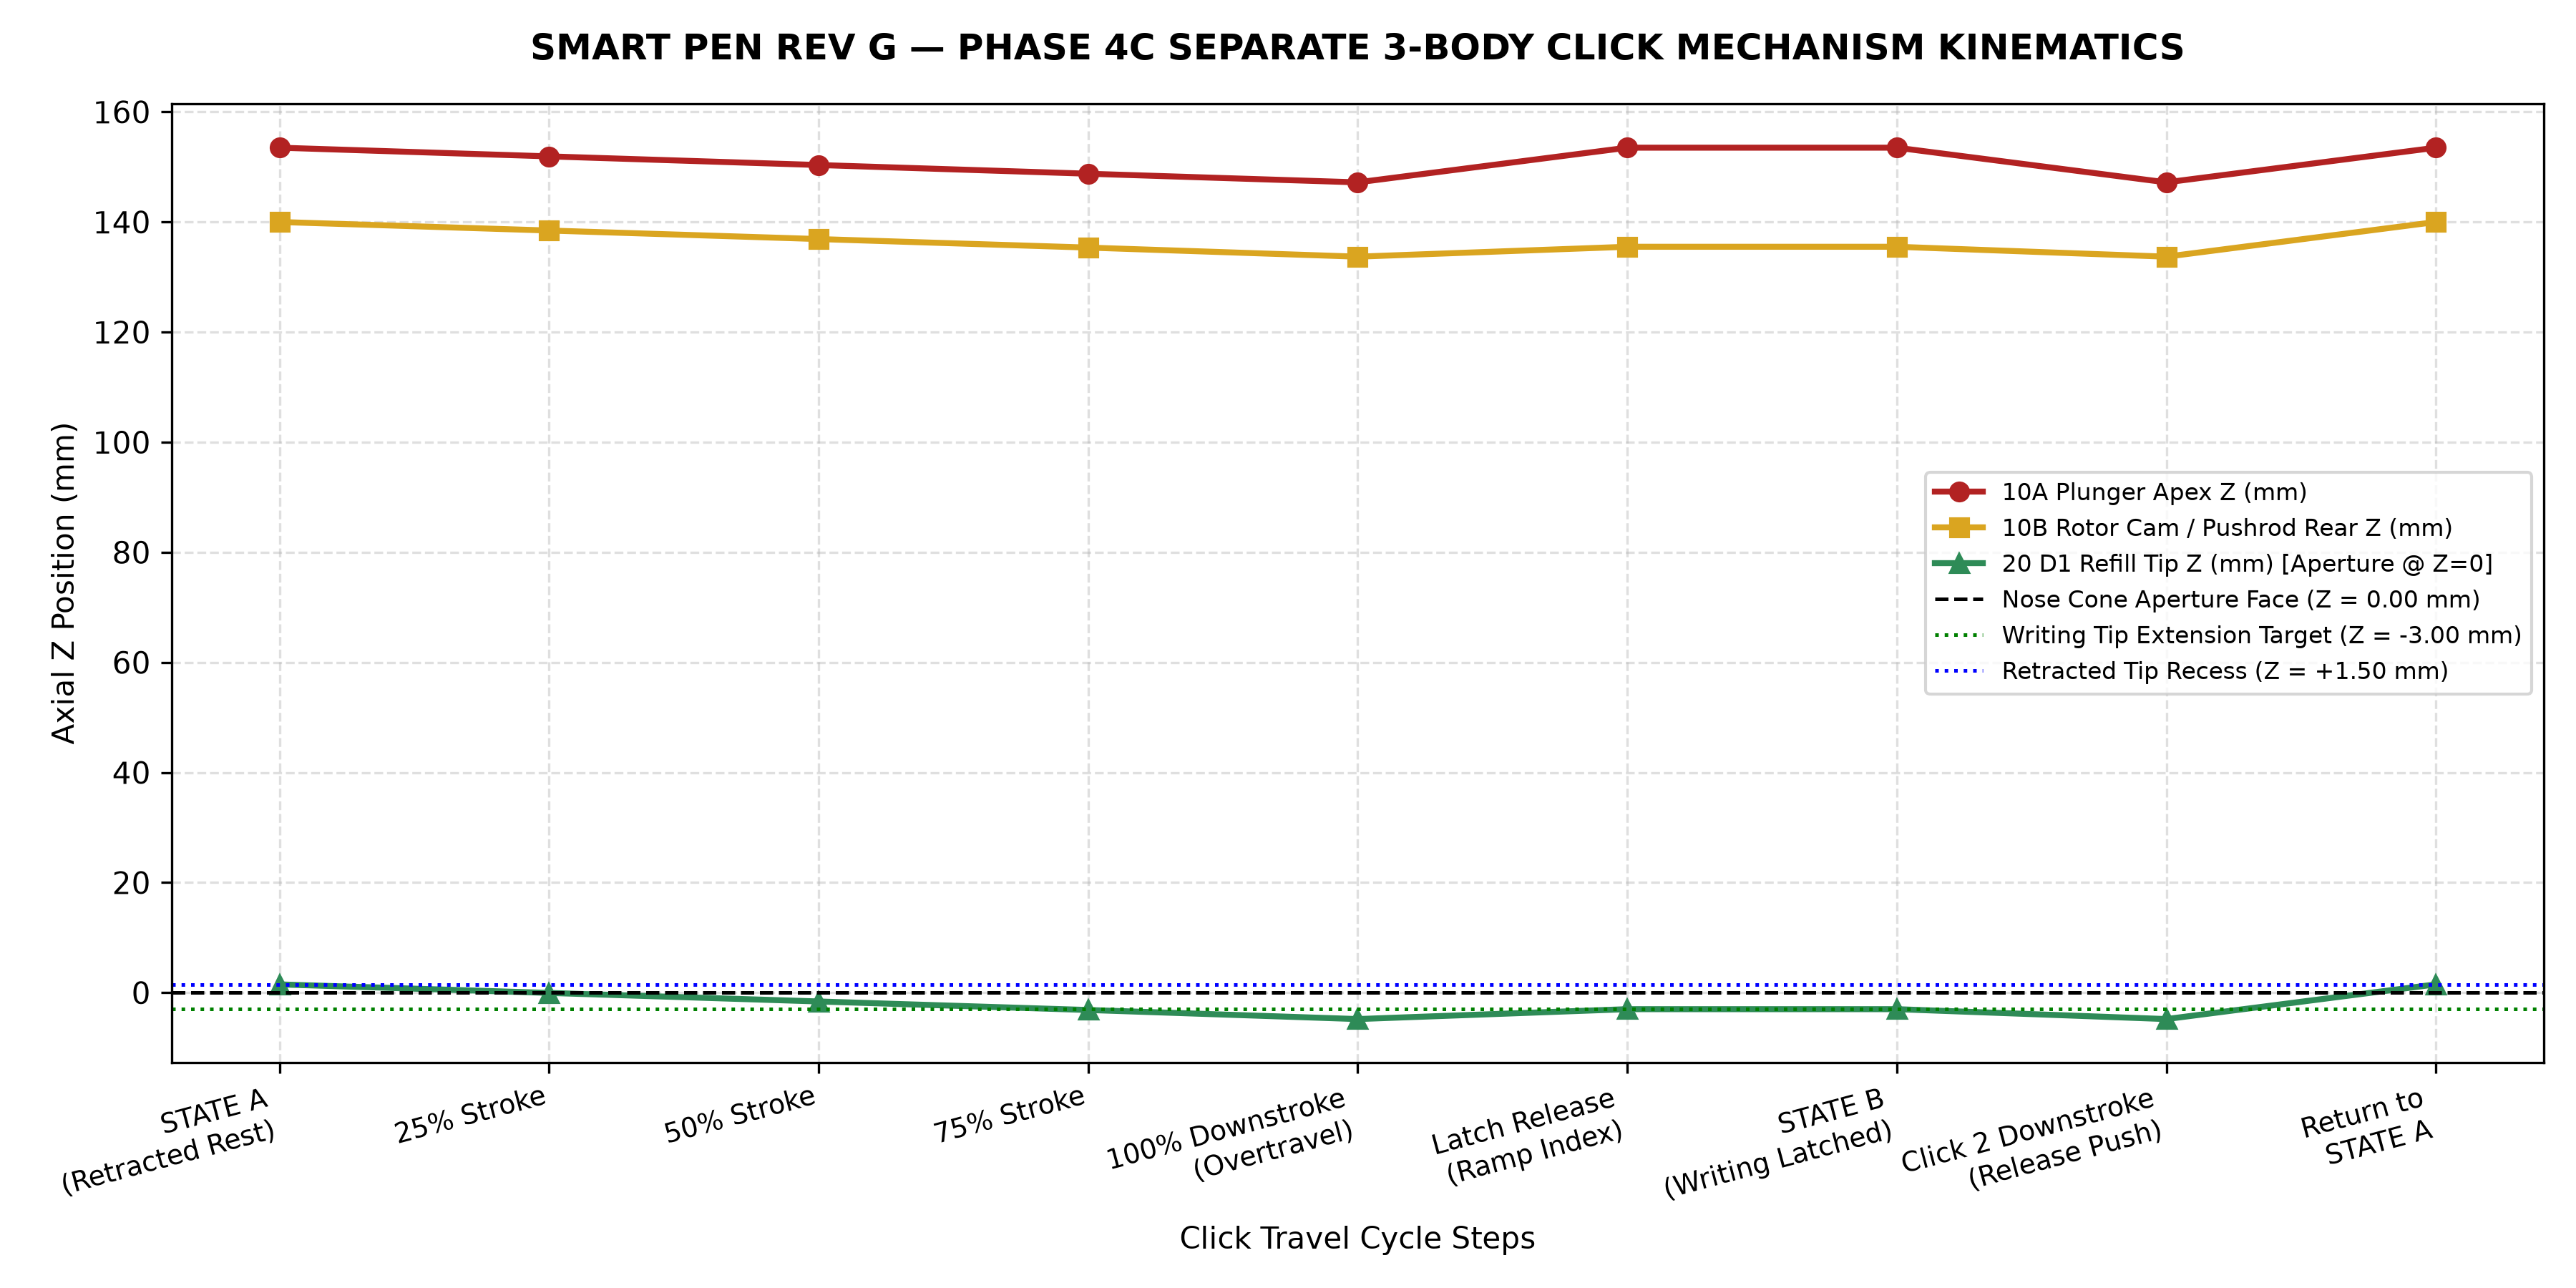 SMART PEN REV G — PHASE 4C SEPARATE 3-BODY CLICK MECHANISM KINEMATICS
Axial Z Position (mm)
160
140
120
100
80
60
40
20
0
10A Plunger Apex Z (mm)
10B Rotor Cam / Pushrod Rear Z (mm)
20 D1 Refill Tip Z (mm) [Aperture @ Z=0]
Nose Cone Aperture Face (Z = 0.00 mm)
Writing Tip Extension Target (Z = -3.00 mm)
Retracted Tip Recess (Z = +1.50 mm)
STATE A
(Retracted Rest)
25% Stroke
50% Stroke
75% Stroke
100% Downstroke
(Overtravel)
Latch Release
(Ramp Index)
STATE B
(Writing Latched)
Click 2 Downstroke
(Release Push)
Return to
STATE A
Click Travel Cycle Steps